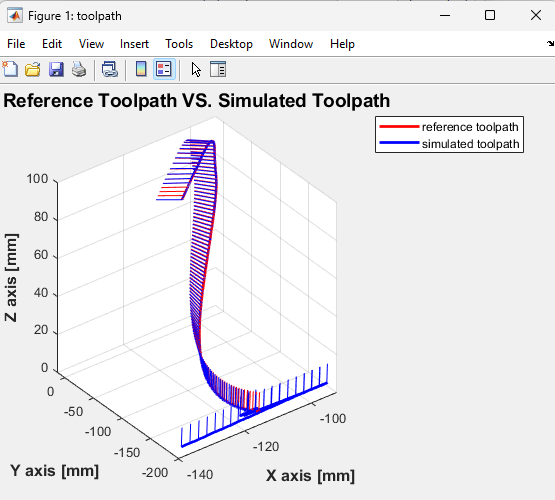 Figure 1: toolpath
File Edit View Insert Tools Desktop Window Help
Reference Toolpath VS. Simulated Toolpath
reference toolpath
simulated toolpath
100
80
60
40
20
0
Z axis [mm]
0
-50
-100
-150
-200
Y axis [mm]
-140
-120
-100
X axis [mm]